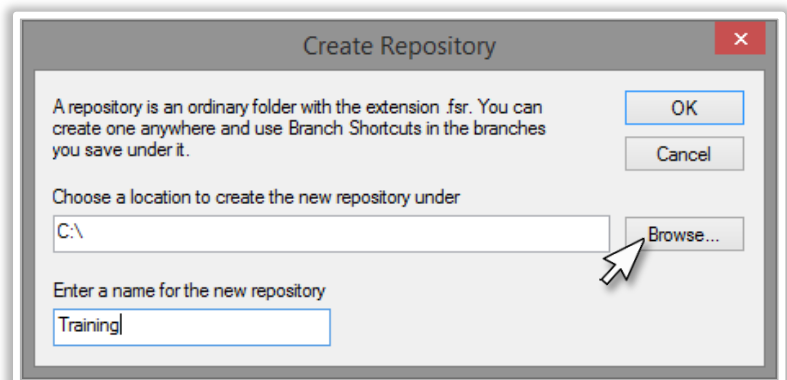 Create Repository
A repository is an ordinary folder with the extension .fsr. You can
create one anywhere and use Branch Shortcuts in the branches
you save under it.
OK
Cancel
Choose a location to create the new repository under
C:\
Browse...
Enter a name for the new repository
Training